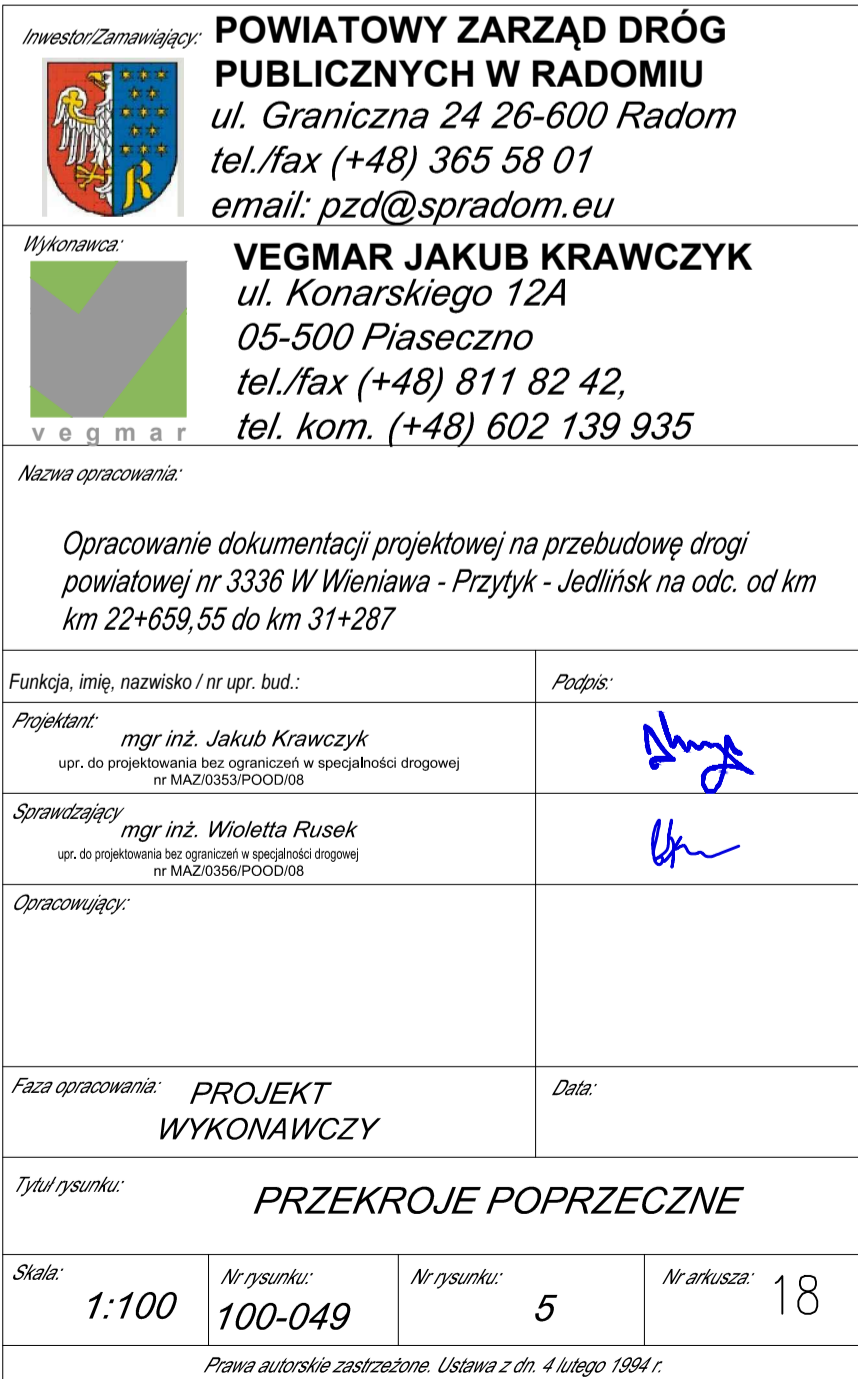 Inwestor/Zamawiający: POWIATOWY ZARZĄD DRÓG
PUBLICZNYCH W RADOMIU
ul. Graniczna 24 26-600 Radom
tel./fax (+48) 365 58 01
email: pzd@spradom.eu
R
Wykonawca:
VEGMAR JAKUB KRAWCZYK
ul. Konarskiego 12A
05-500 Piaseczno
tel./fax (+48) 811 82 42,
tel. kom. (+48) 602 139 935
vegmar
Nazwa opracowania:
Opracowanie dokumentacji projektowej na przebudowę drogi
powiatowej nr 3336 W Wieniawa - Przytyk - Jedlińsk na odc. od km
km 22+659,55 do km 31+287
Funkcja, imię, nazwisko / nr upr. bud.: Podpis:
Projektant:
mgr inż. Jakub Krawczyk
upr. do projektowania bez ograniczeń w specjalności drogowej
nr MAZ/0353/POOD/08
Sprawdzający
mgr inż. Wioletta Rusek
upr. do projektowania bez ograniczeń w specjalności drogowej
nr MAZ/0356/POOD/08
Opracowujący:
Faza opracowania: PROJEKT
WYKONAWCZY
Data:
Tytuł rysunku:
PRZEKROJE POPRZECZNE
Skala: 1:100
Nr rysunku: 100-049
Nr rysunku: 5
Nr arkusza: 18
Prawa autorskie zastrzeżone. Ustawa z dn. 4 lutego 1994 r.